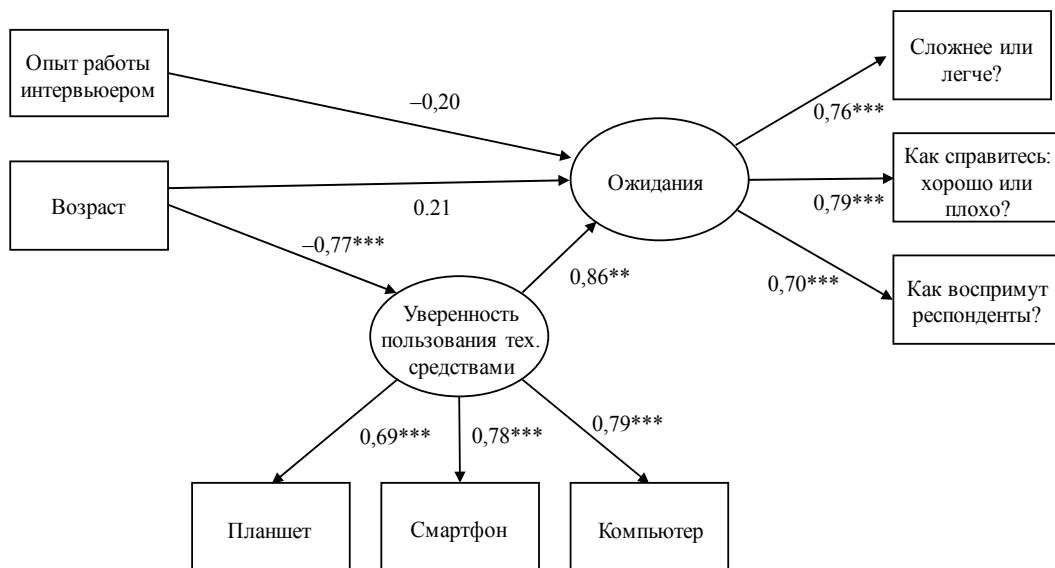 Опыт работы
интервьюером
–0,20
Возраст
0.21
–0,77***
Ожидания
0,86**
Сложнее или
легче?
0,76***
Как справитесь:
хорошо или
плохо?
0,79***
Как воспримут
респонденты?
0,70***
Уверенность
пользования тех.
средствами
0,69***
0,78***
0,79***
Планшет
Смартфон
Компьютер